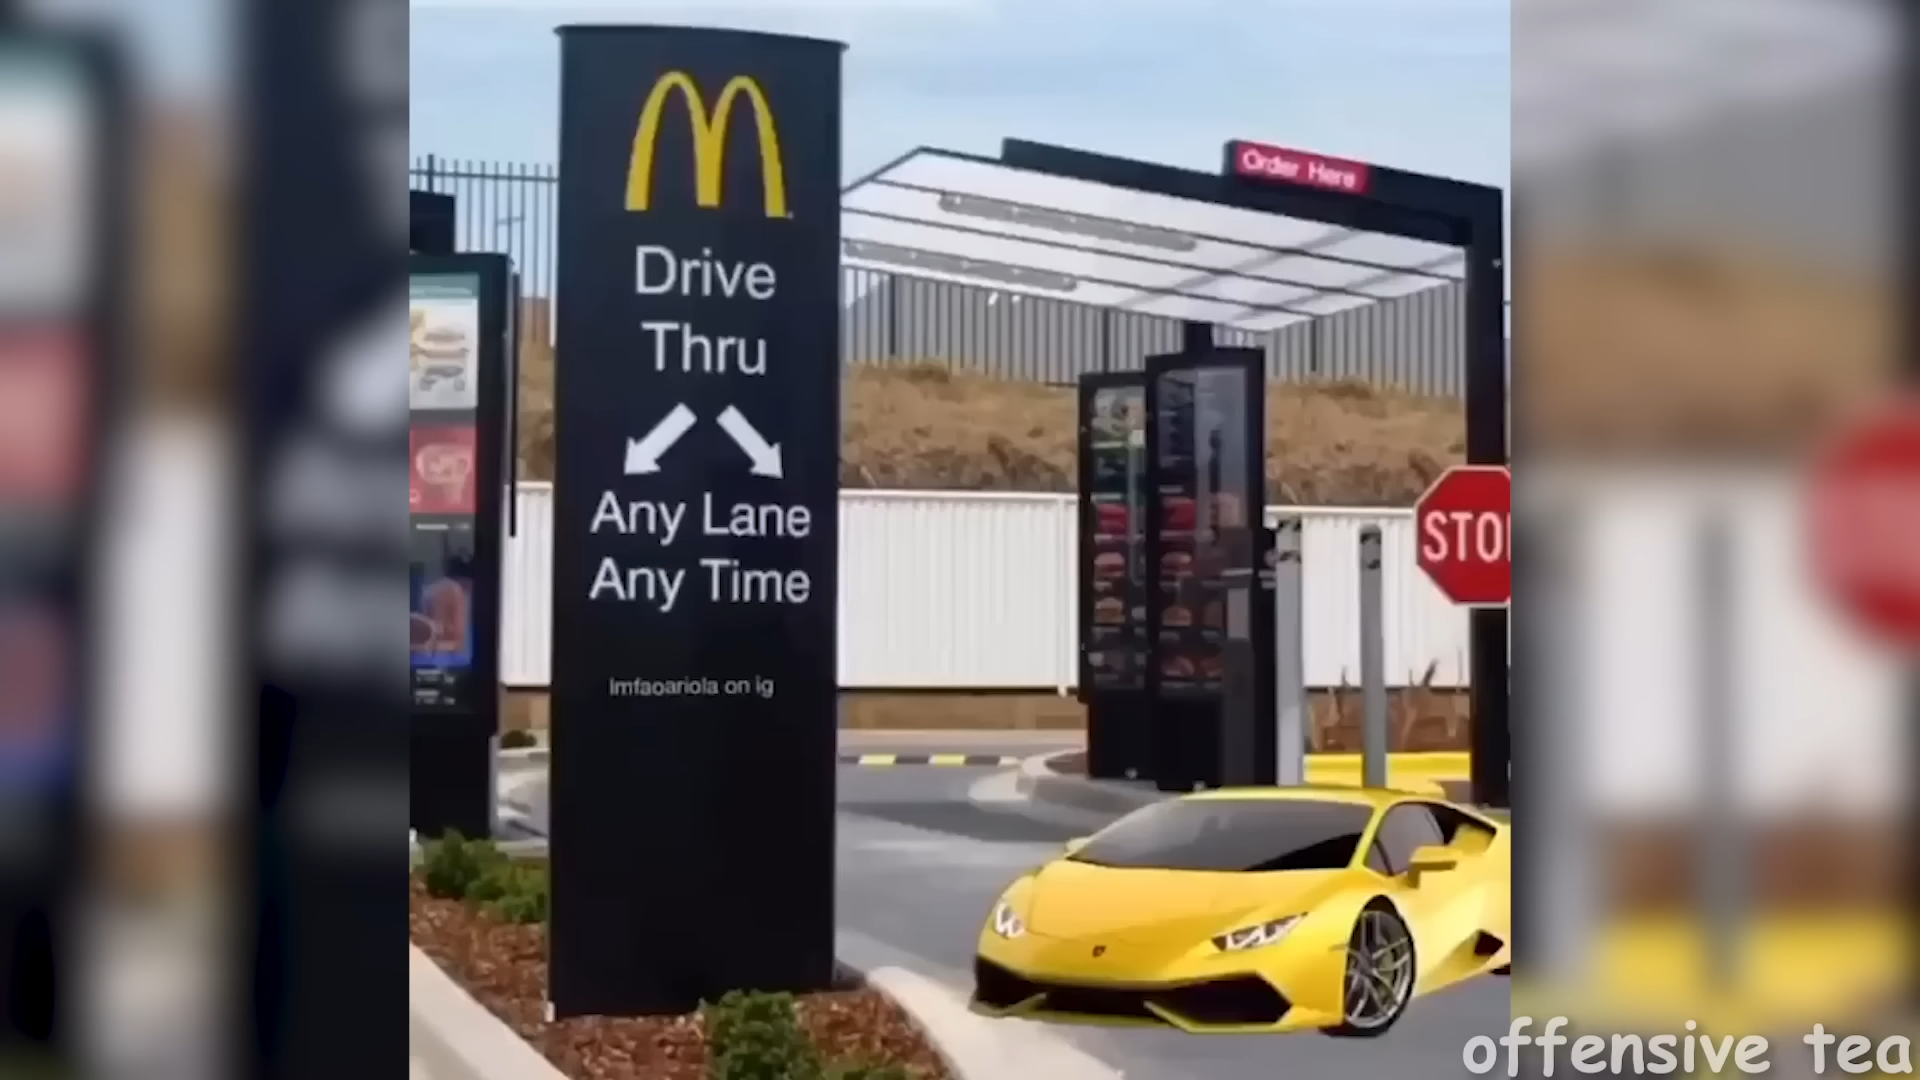 Order Here
Drive
Thru
Any Lane
Any Time
lmfaoariola on ig
STO
offensive tea